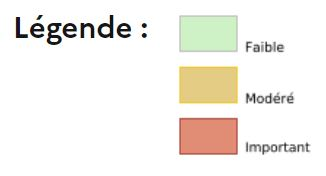 Légende :
Faible
Modéré
Important